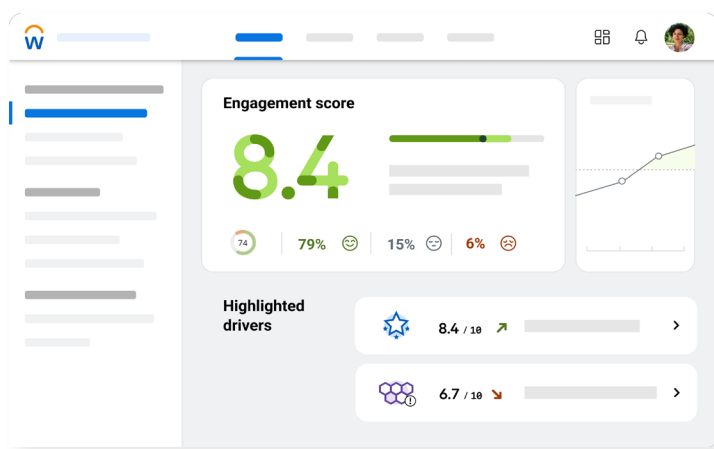 W
Engagement score
8.4
74
79%
15%
6%
Highlighted
drivers
8.4 / 10
6.7 / 10